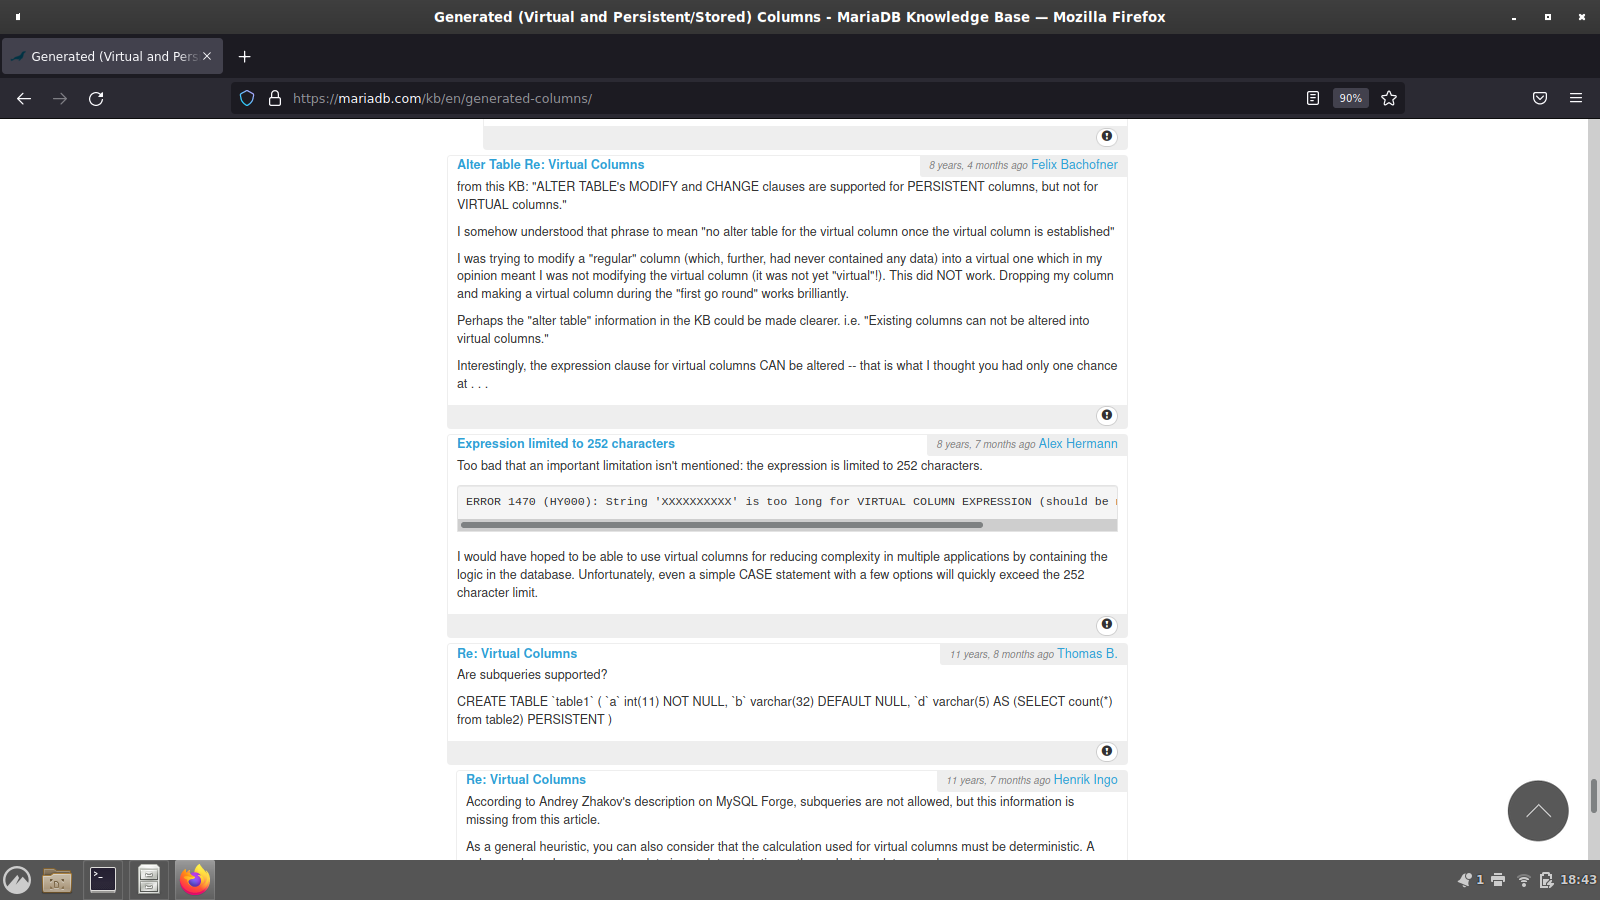 Generated (Virtual and Persistent/Stored) Columns - MariaDB Knowledge Base — Mozilla Firefox
Generated (Virtual and Pers
https://mariadb.com/kb/en/generated-columns/
90%
Alter Table Re: Virtual Columns
8 years, 4 months ago Felix Bachofner
from this KB: "ALTER TABLE's MODIFY and CHANGE clauses are supported for PERSISTENT columns, but not for
VIRTUAL columns."
I somehow understood that phrase to mean "no alter table for the virtual column once the virtual column is established"
I was trying to modify a "regular" column (which, further, had never contained any data) into a virtual one which in my
opinion meant I was not modifying the virtual column (it was not yet "virtual"!). This did NOT work. Dropping my column
and making a virtual column during the "first go round" works brilliantly.
Perhaps the "alter table" information in the KB could be made clearer. i.e. "Existing columns can not be altered into
virtual columns."
Interestingly, the expression clause for virtual columns CAN be altered -- that is what I thought you had only one chance
at . . .
Expression limited to 252 characters
8 years, 7 months ago Alex Hermann
Too bad that an important limitation isn't mentioned: the expression is limited to 252 characters.
ERROR 1470 (HY000): String 'XXXXXXXXXX' is too long for VIRTUAL COLUMN EXPRESSION (should be
I would have hoped to be able to use virtual columns for reducing complexity in multiple applications by containing the
logic in the database. Unfortunately, even a simple CASE statement with a few options will quickly exceed the 252
character limit.
Re: Virtual Columns
11 years, 8 months ago Thomas B.
Are subqueries supported?
CREATE TABLE `table1` ( `a` int(11) NOT NULL, `b` varchar(32) DEFAULT NULL, `d` varchar(5) AS (SELECT count(*)
from table2) PERSISTENT )
Re: Virtual Columns
11 years, 7 months ago Henrik Ingo
According to Andrey Zhakov's description on MySQL Forge, subqueries are not allowed, but this information is
missing from this article.
As a general heuristic, you can also consider that the calculation used for virtual columns must be deterministic. A
1
18:43